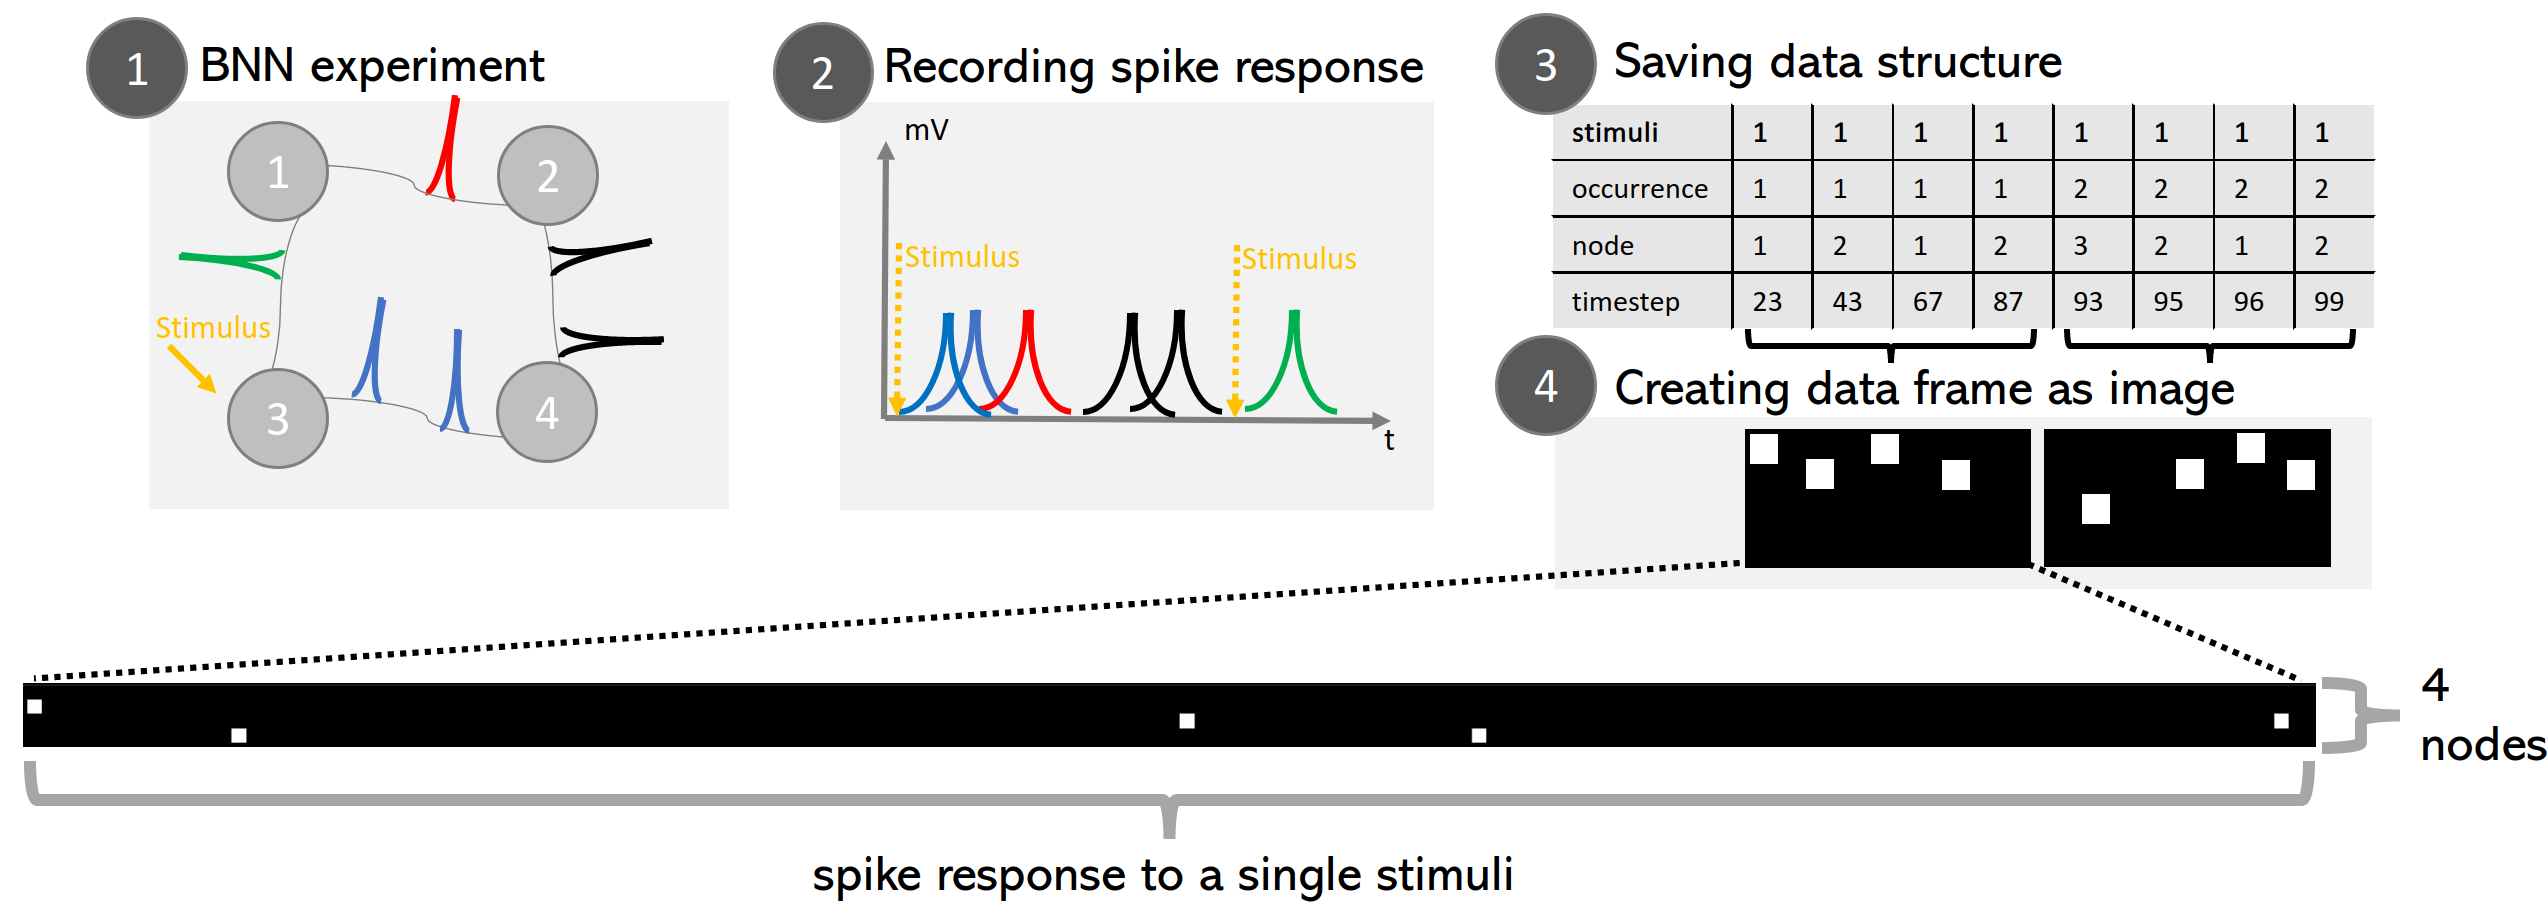 1 BNN experiment
1
2
Stimulus
3
4
2 Recording spike response
mV
Stimulus
Stimulus
t
3 Saving data structure
stimuli 1 1 1 1 1 1 1 1
occurrence 1 1 1 1 2 2 2 2
node 1 2 1 2 3 2 1 2
timestep 23 43 67 87 93 95 96 99
4 Creating data frame as image
4
nodes
spike response to a single stimuli